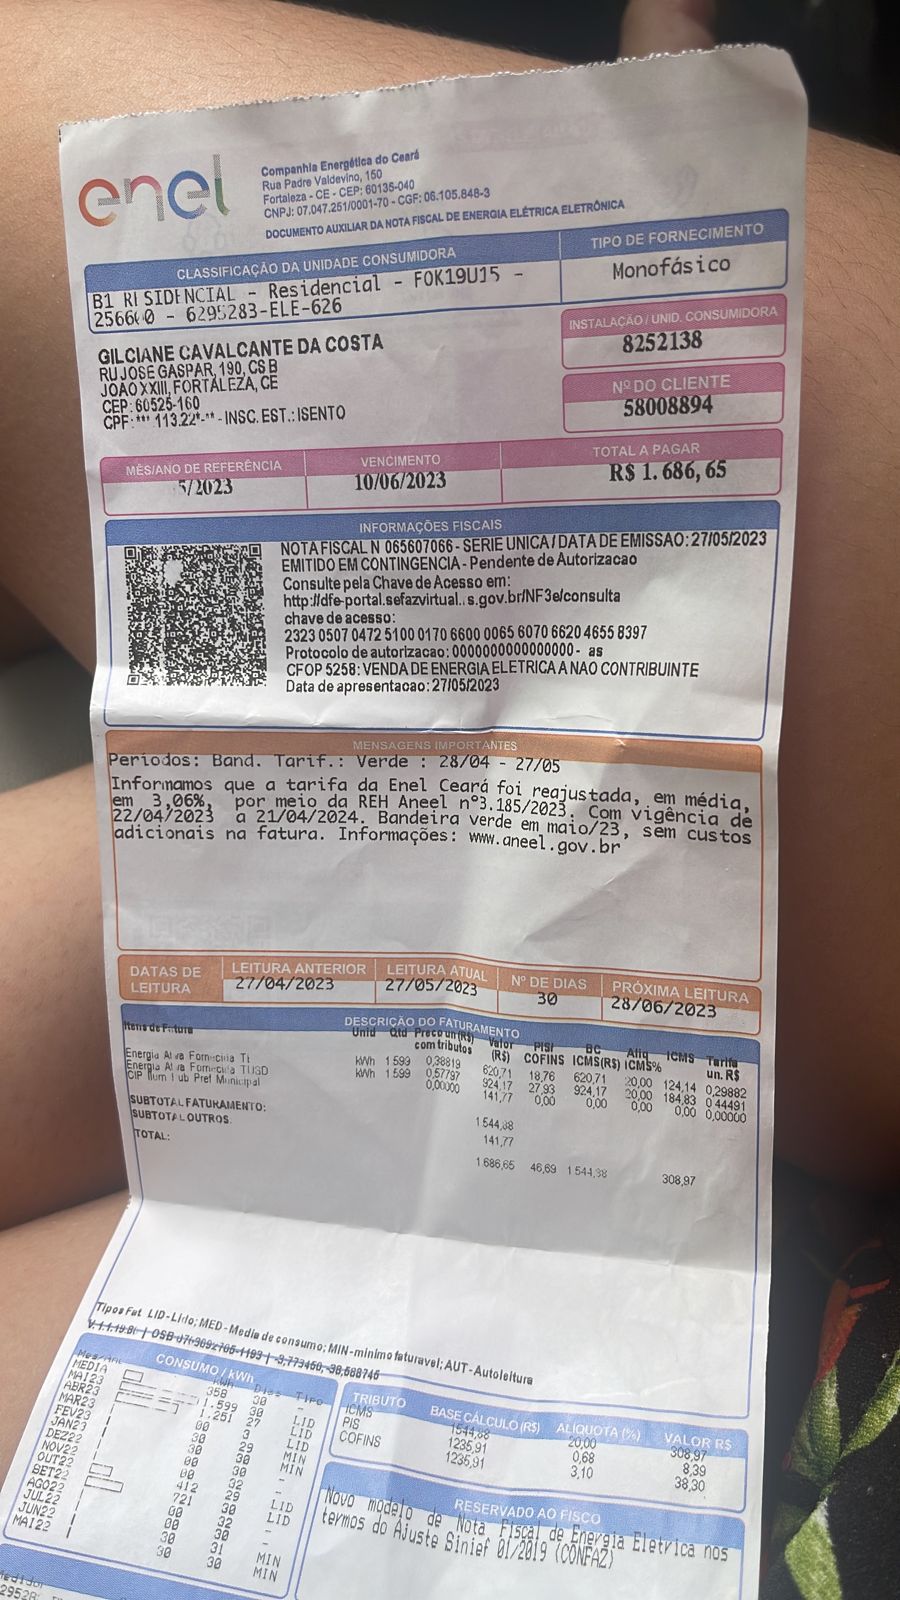 enel
Companhia Energética do Ceará
Rua Padre Valdevino, 150
Fortaleza - CE - CEP: 60135-040
CNPJ: 07.047.251/0001-70 - CGF: 06.105.848-3
DOCUMENTO AUXILIAR DA NOTA FISCAL DE ENERGIA ELÉTRICA ELETRÔNICA
CLASSIFICAÇÃO DA UNIDADE CONSUMIDORA
B1 RESIDENCIAL - Residencial - F0K19U15 -
- 6295283-ELE-626
TIPO DE FORNECIMENTO
Monofásico
INSTALAÇÃO / UNID. CONSUMIDORA
8252138
Nº DO CLIENTE
58008894
GILCIANE CAVALCANTE DA COSTA
RU JOSE GASPAR, 190, CS B
JOAO XXIII, FORTALEZA, CE
CEP: 60525-160
CPF: *** 113.22*-** - INSC. EST.: ISENTO
MÊS/ANO DE REFERÊNCIA
5/2023
VENCIMENTO
10/06/2023
TOTAL A PAGAR
R$ 1.686,65
INFORMAÇÕES FISCAIS
NOTA FISCAL N 065607066 - SERIE UNICA / DATA DE EMISSAO: 27/05/2023
EMITIDO EM CONTINGENCIA - Pendente de Autorizacao
Consulte pela Chave de Acesso em:
http://dfe-portal.sefazvirtual..s.gov.br/NF3e/consulta
chave de acesso:
2323 0507 0472 5100 0170 6600 0065 6070 6620 4655 8397
Protocolo de autorizacao: 0000000000000000 - as
CFOP 5258: VENDA DE ENERGIA ELETRICA A NAO CONTRIBUINTE
Data de apresentacao: 27/05/2023
MENSAGENS IMPORTANTES
Períodos: Band. Tarif.: Verde : 28/04 - 27/05
Informamos que a tarifa da Enel Ceará foi reajustada, em média,
em 3,06%, por meio da REH Aneel nº3.185/2023. Com vigência de
22/04/2023 a 21/04/2024. Bandeira verde em maio/23, sem custos
adicionais na fatura. Informações: www.aneel.gov.br
DATAS DE LEITURA
LEITURA ANTERIOR
27/04/2023
LEITURA ATUAL
27/05/2023
Nº DE DIAS
30
PRÓXIMA LEITURA
28/06/2023
DESCRIÇÃO DO FATURAMENTO
Itens de Fatura Unid Qtd Preço un(R$) com tributos Valor (R$) PIS/ COFINS BC ICMS(R$) Aliq ICMS% ICMS Tarifa un. R$
Energia Ativa Fornecida TE kWh 1 599 0,38819 620,71 18,76 620,71 20,00 124,14 0,29882
Energia Ativa Fornecida TUSD kWh 1 599 0,57797 924,17 27,93 924,17 20,00 184,83 0 44491
CIP Ilum Pub Pref Municipal 0,00000 141,77 0,00 0,00 0,00 0,00 0,00000
SUBTOTAL FATURAMENTO: 1 544,88
SUBTOTAL OUTROS: 141,77
TOTAL: 1 686,65 46,69 1 544,88 308,97
Tipos Fat LID - Lido; MED - Media de consumo; MIN - minimo faturavel; AUT - Autoleitura
CONSUMO / kWh
Mes/Ano kWh Dias Tipo
MEDIA 358 30 -
MAI23 1.599 30 LID
ABR23 1.251 27 LID
MAR23 00 3
FEV23 30 29 MIN
JAN23 30 30 MIN
DEZ22 00 30 -
NOV22 00 32 -
OUT22 412 29 LID
SET22 721 30 LID
AGO22 00 32 -
JUL22 00 30 -
JUN22 30 31 MIN
MAI22 30 30 MIN
TRIBUTO BASE CÁLCULO (R$) ALÍQUOTA (%) VALOR R$
ICMS 1544,88 20,00 308,97
PIS 1235,91 0,68 8,39
COFINS 1235,91 3,10 38,30
RESERVADO AO FISCO
Novo modelo de Nota Fiscal de Energia Eletrica nos
termos do Ajuste Sinief 01/2019 (CONFAZ)
Medidor